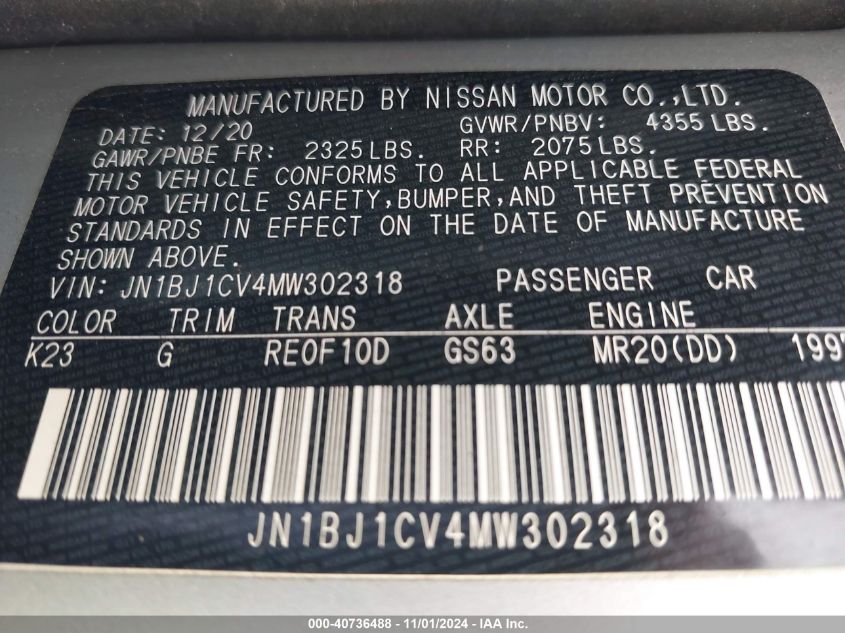 MANUFACTURED BY NISSAN MOTOR CO.,LTD.
DATE: 12/20 GVWR/PNBV: 4355 LBS.
GAWR/PNBE FR: 2325 LBS. RR: 2075 LBS.
THIS VEHICLE CONFORMS TO ALL APPLICABLE FEDERAL
MOTOR VEHICLE SAFETY, BUMPER, AND THEFT PREVENTION
STANDARDS IN EFFECT ON THE DATE OF MANUFACTURE
SHOWN ABOVE.
VIN: JN1BJ1CV4MW302318 PASSENGER CAR
COLOR TRIM TRANS AXLE ENGINE
K23 G RE0F10D GS63 MR20(DD) 1997
JN1BJ1CV4MW302318
000-40736488 - 11/01/2024 - IAA Inc.